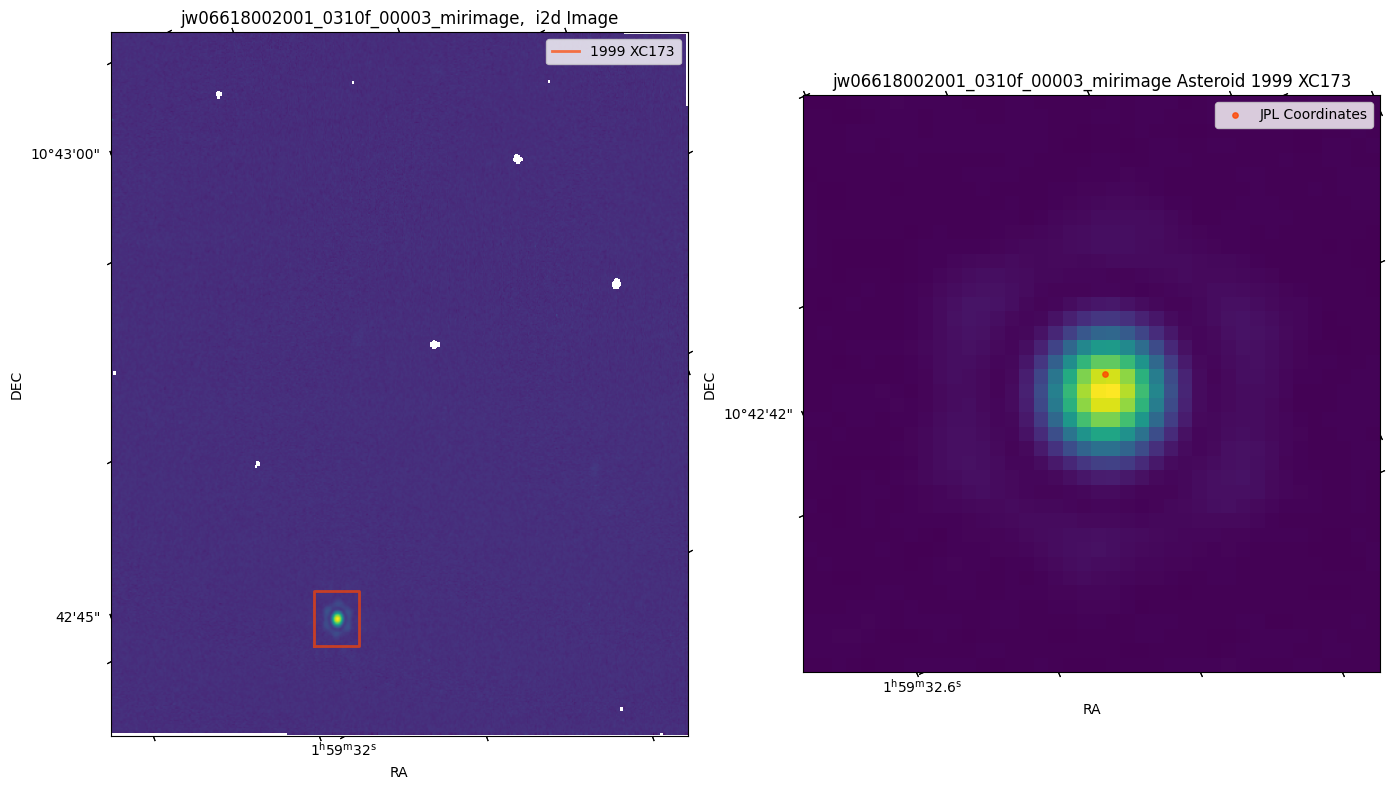 jw06618002001_0310f_00003_mirimage,  i2d Image
1999 XC173
10°43'00"
42'45"
DEC
1ʰ59ᵐ32ˢ
RA
jw06618002001_0310f_00003_mirimage Asteroid 1999 XC173
JPL Coordinates
10°42'42"
DEC
1ʰ59ᵐ32.6ˢ
RA